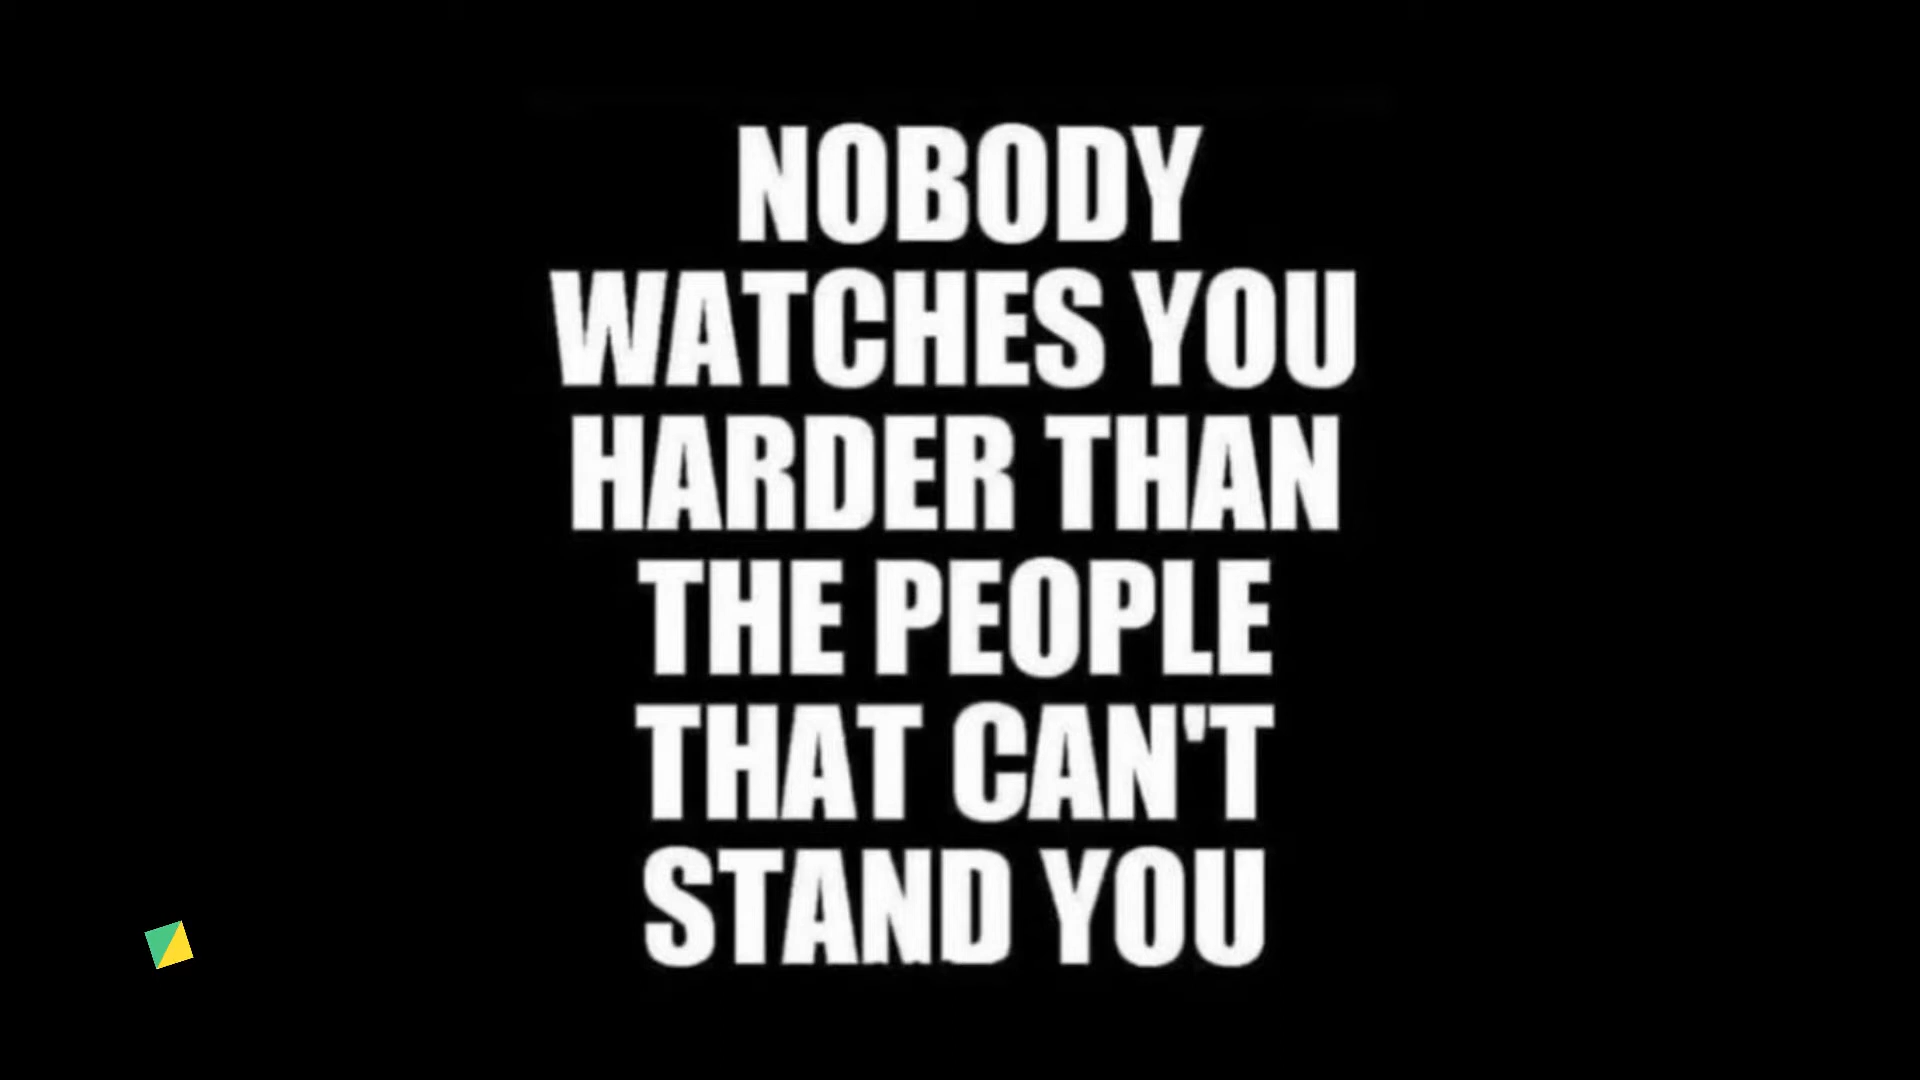 NOBODY
WATCHES YOU
HARDER THAN
THE PEOPLE
THAT CAN'T
STAND YOU